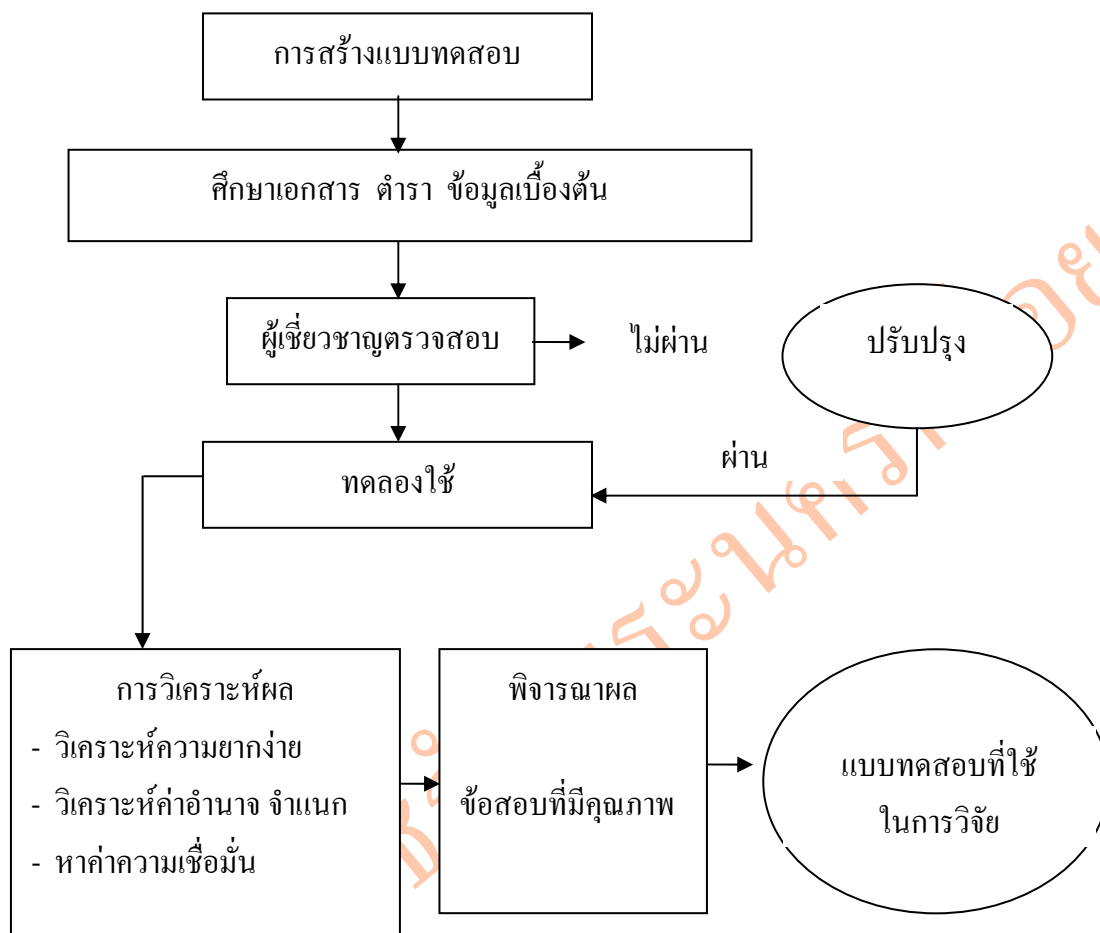 การสร้างแบบทดสอบ
ศึกษาเอกสาร ตำรา ข้อมูลเบื้องต้น
ผู้เชี่ยวชาญตรวจสอบ
ไม่ผ่าน
ปรับปรุง
ผ่าน
ทดลองใช้
การวิเคราะห์ผล
- วิเคราะห์ความยากง่าย
- วิเคราะห์ค่าอำนาจ จำแนก
- หาค่าความเชื่อมั่น
พิจารณาผล
ข้อสอบที่มีคุณภาพ
แบบทดสอบที่ใช้
ในการวิจัย